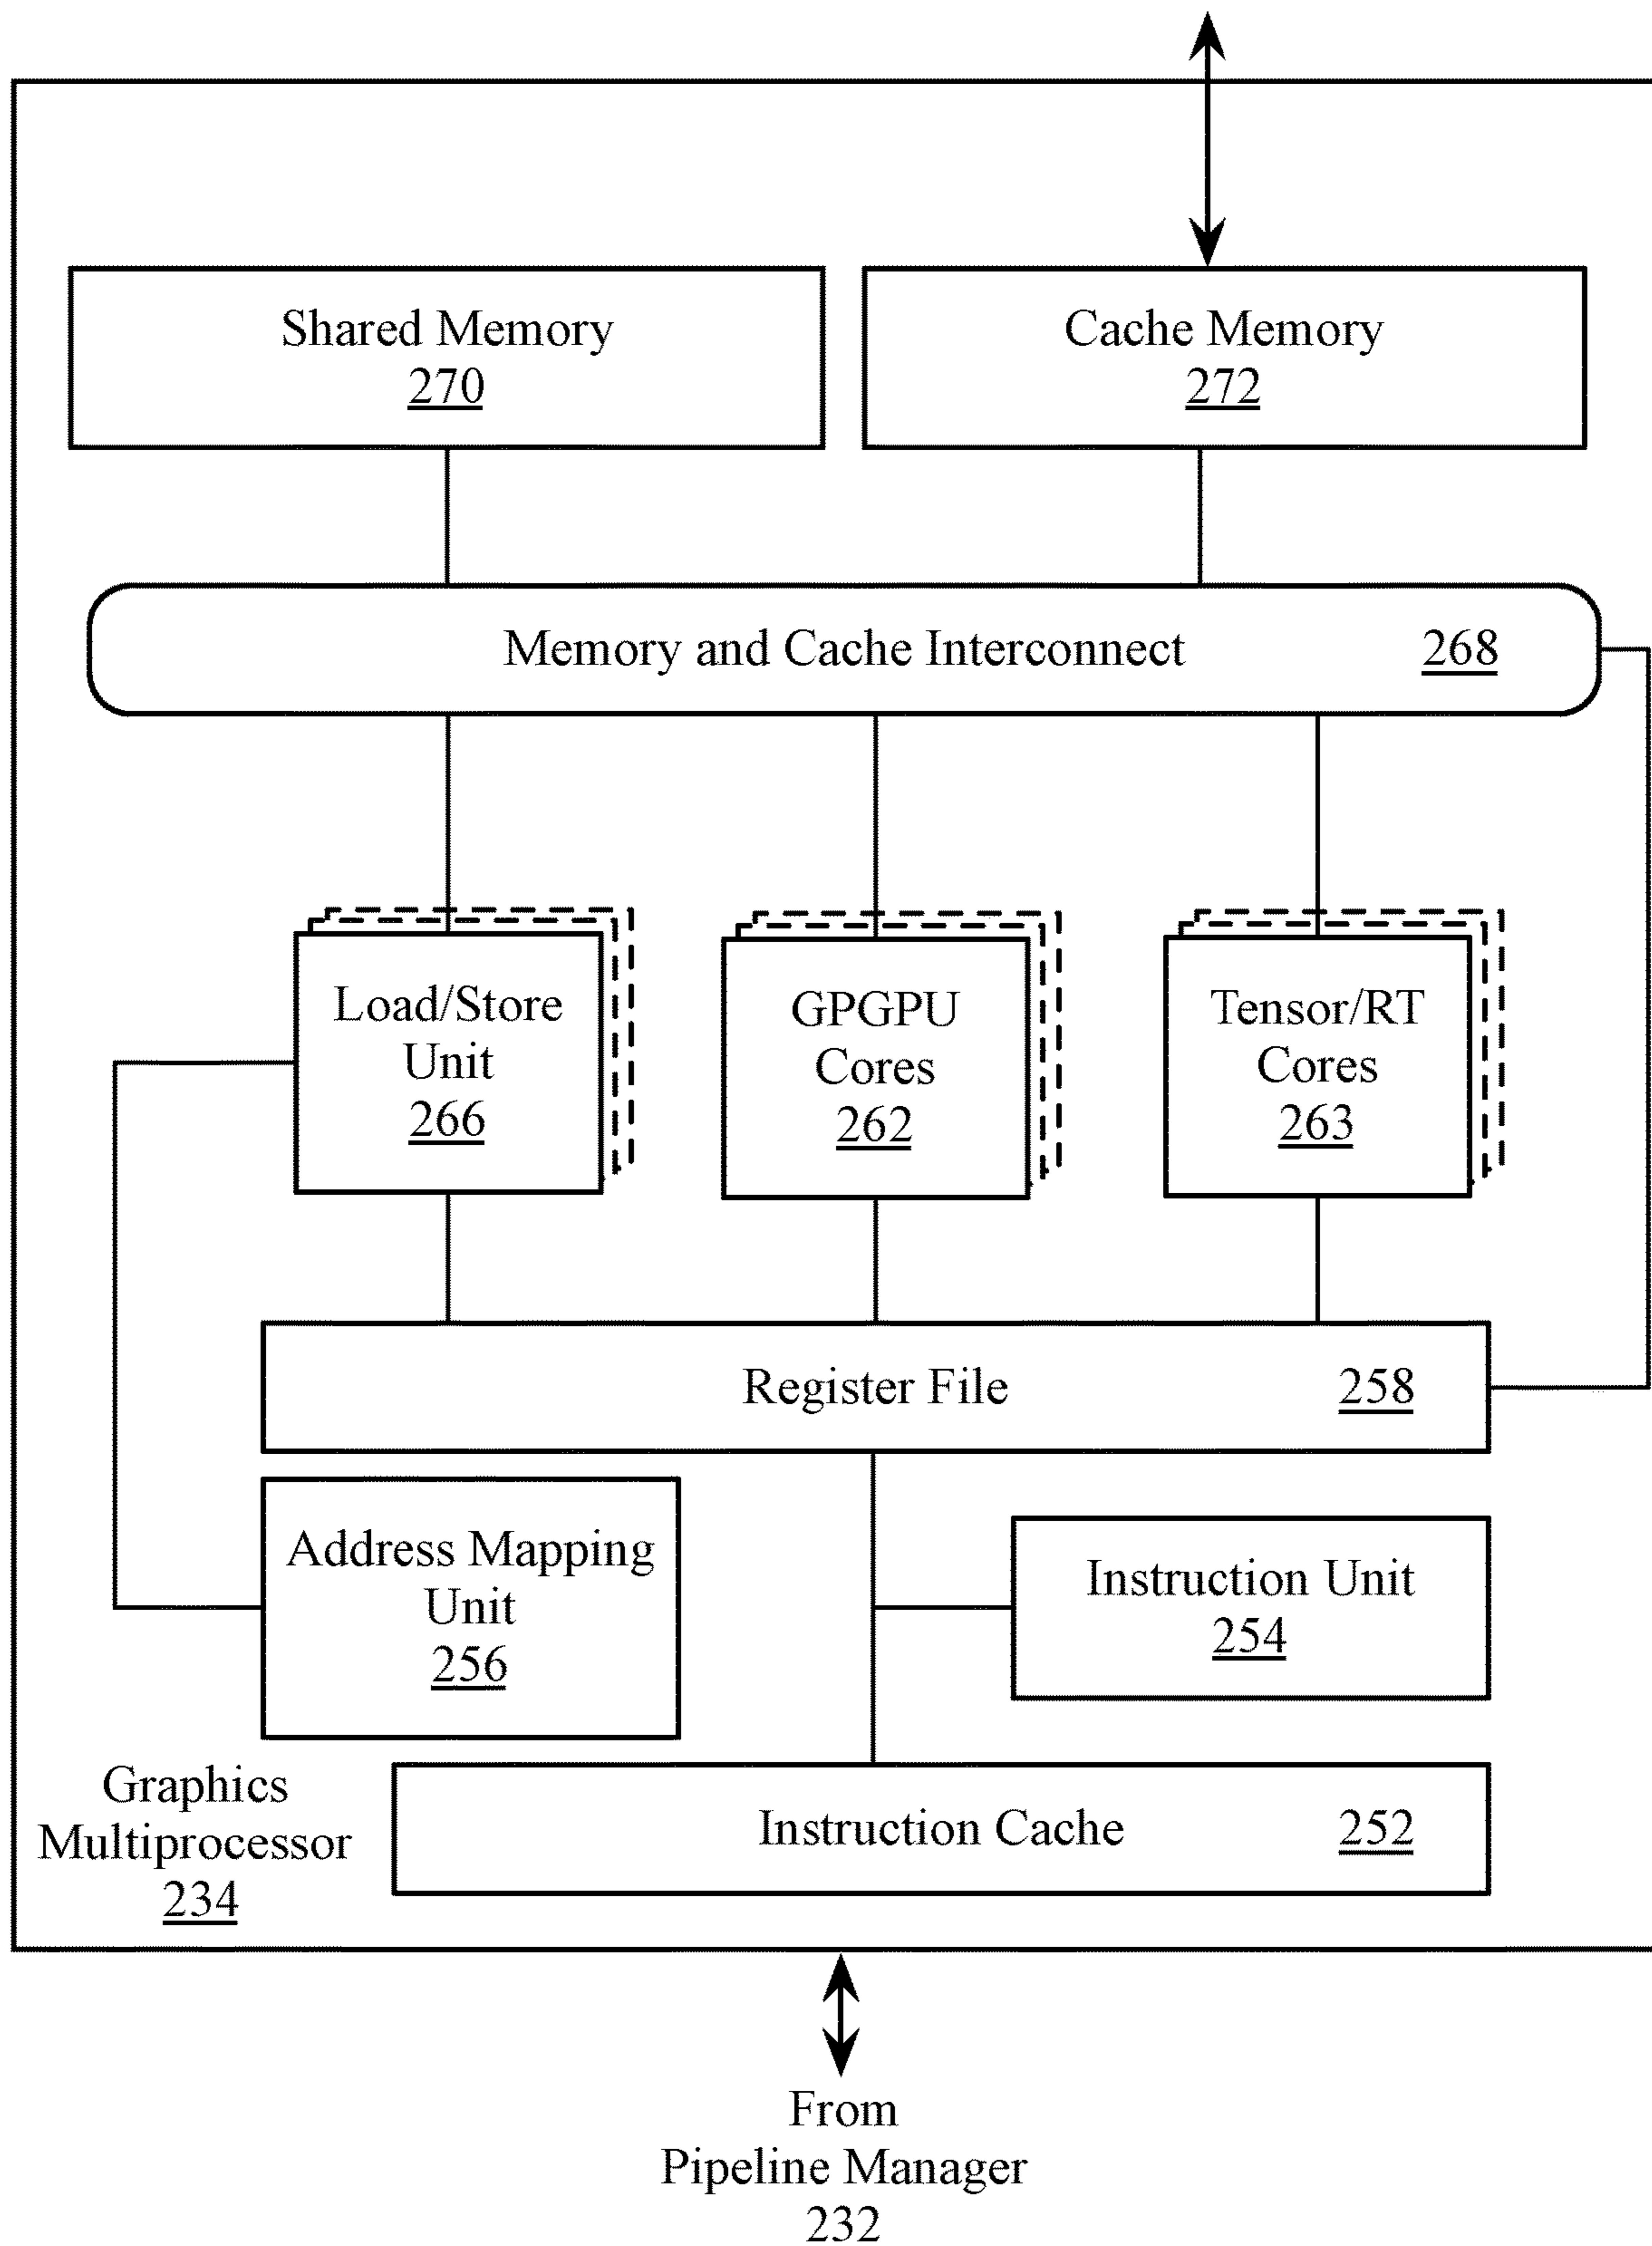 Shared Memory
270
Cache Memory
272
Memory and Cache Interconnect 268
Load/Store
Unit
266
GPGPU
Cores
262
Tensor/RT
Cores
263
Register File 258
Address Mapping
Unit
256
Instruction Unit
254
Graphics
Multiprocessor
234
Instruction Cache 252
From
Pipeline Manager
232